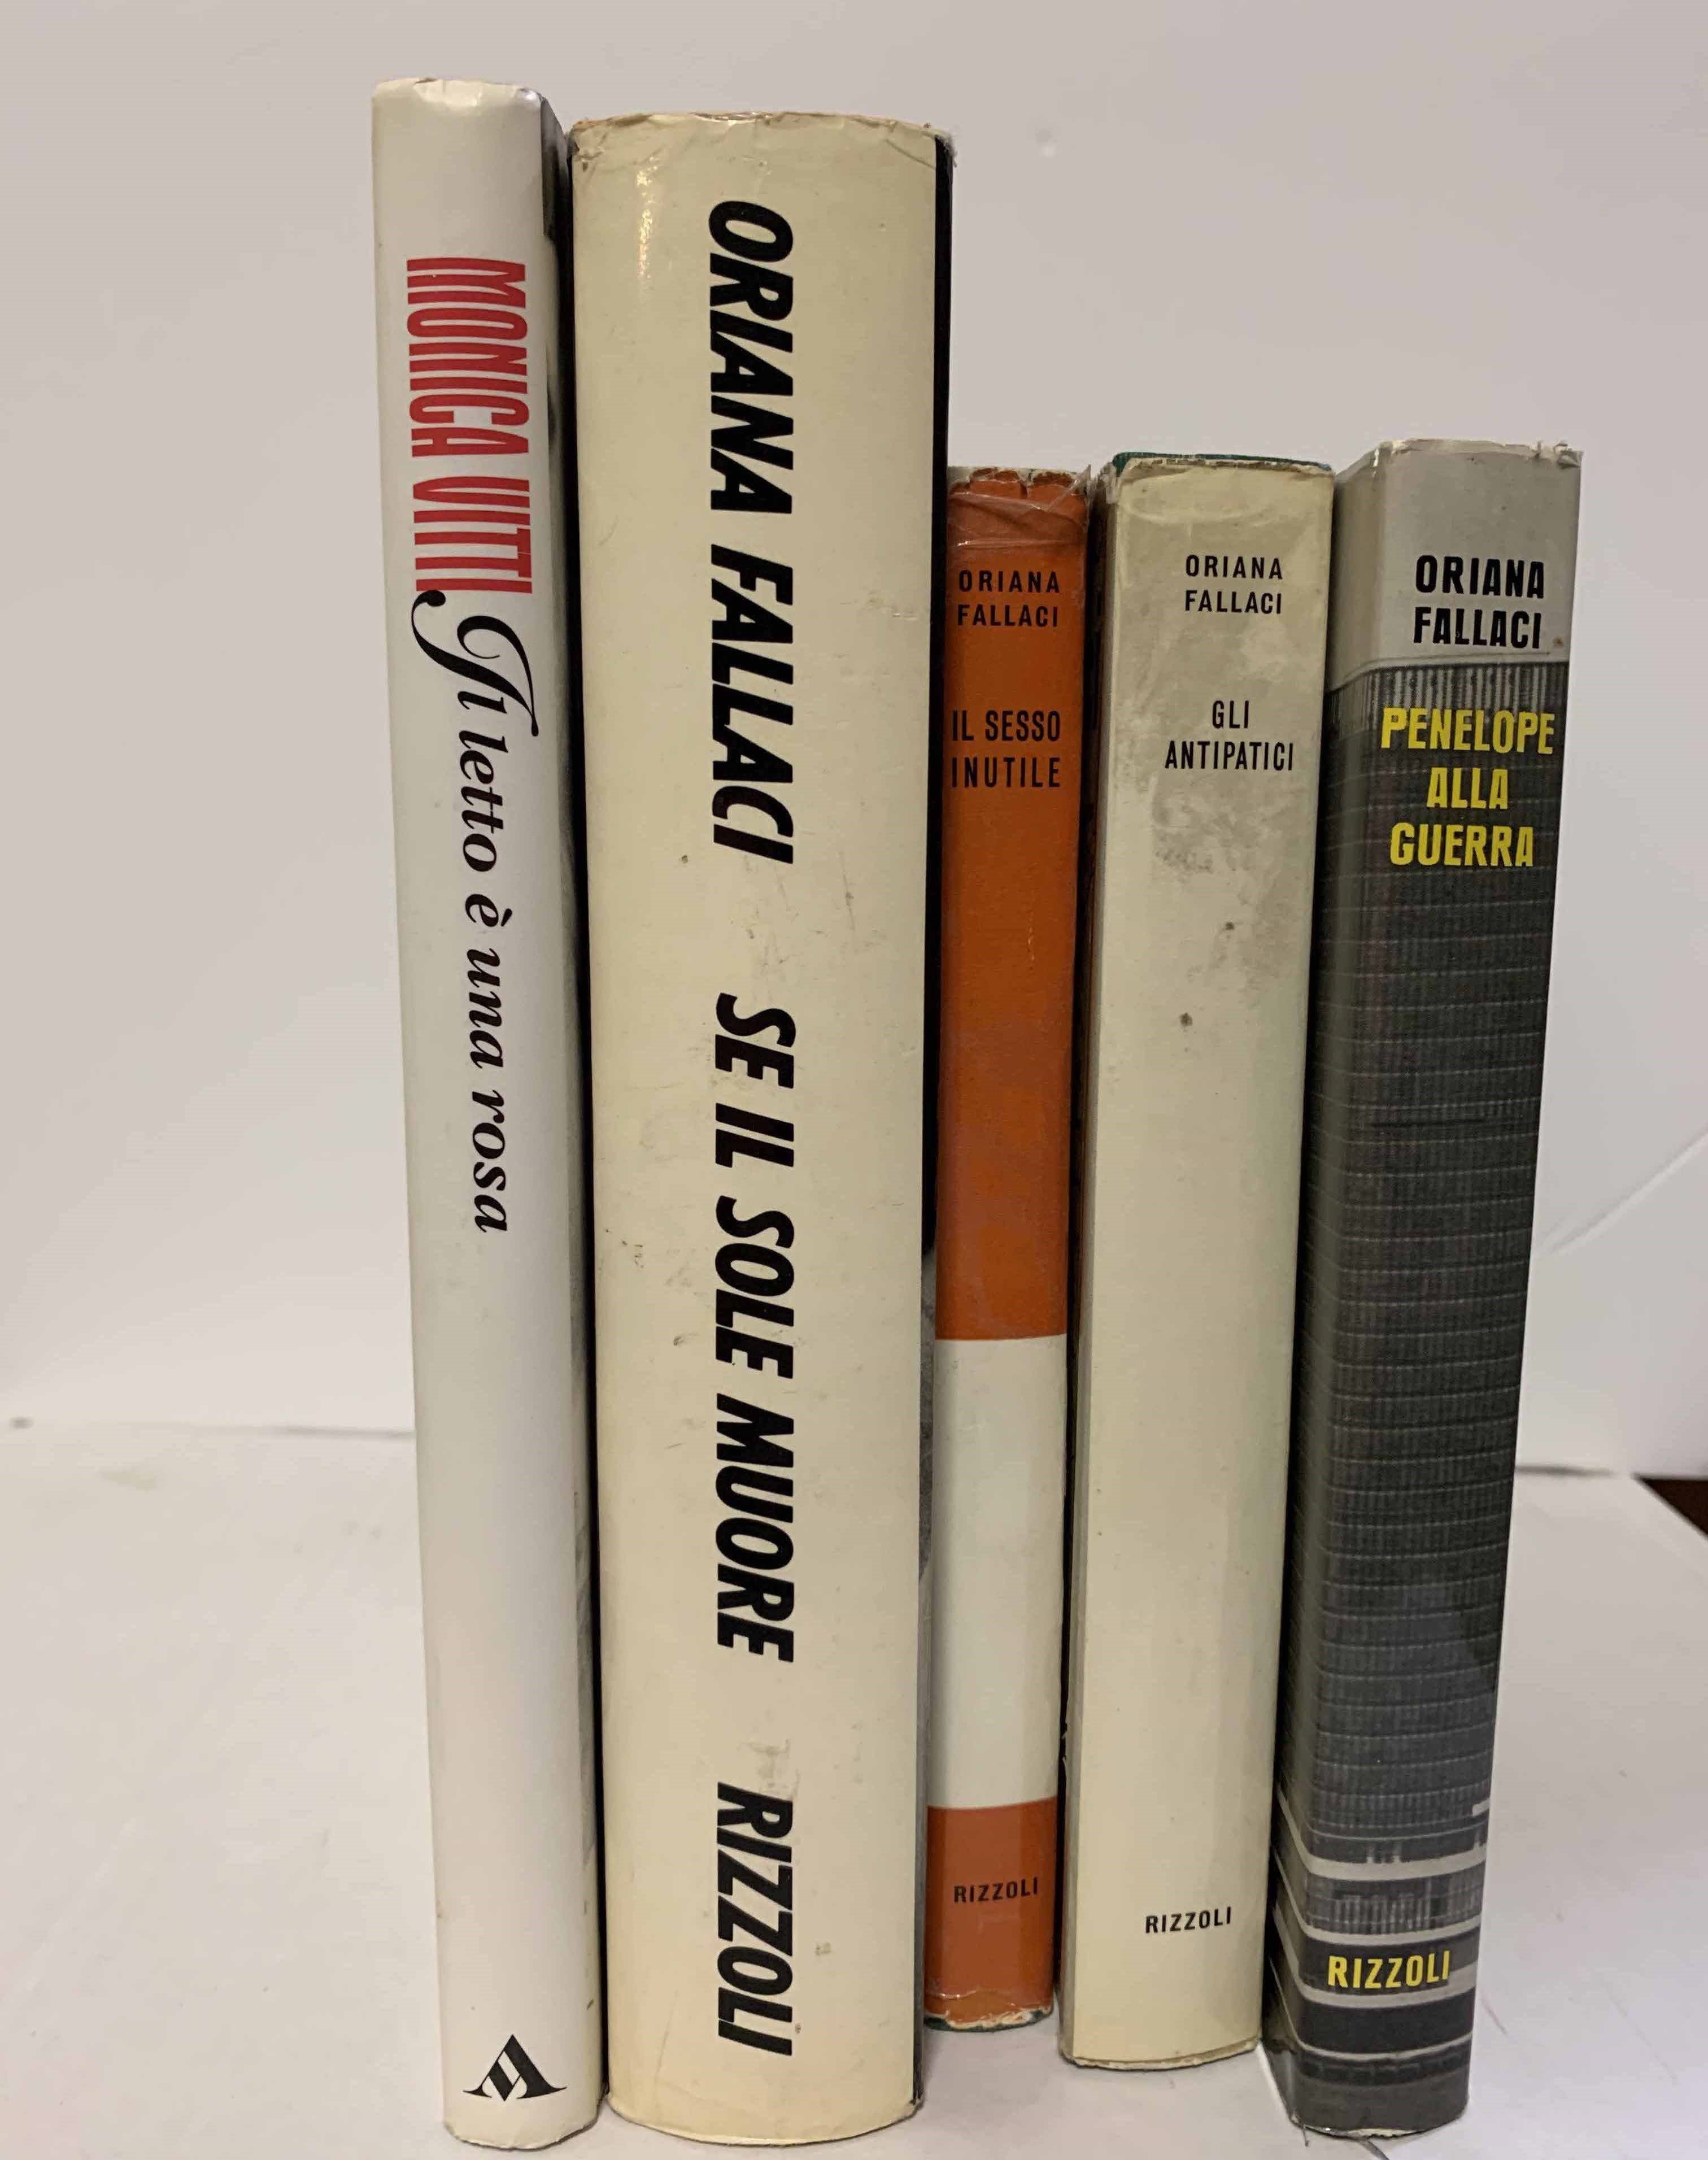 MONICA VITTI Il letto è una rosa
ORIANA FALLACI SE IL SOLE MUORE RIZZOLI
ORIANA
FALLACI
IL SESSO
INUTILE
RIZZOLI
ORIANA
FALLACI
GLI
ANTIPATICI
RIZZOLI
ORIANA
FALLACI
PENELOPE
ALLA
GUERRA
RIZZOLI